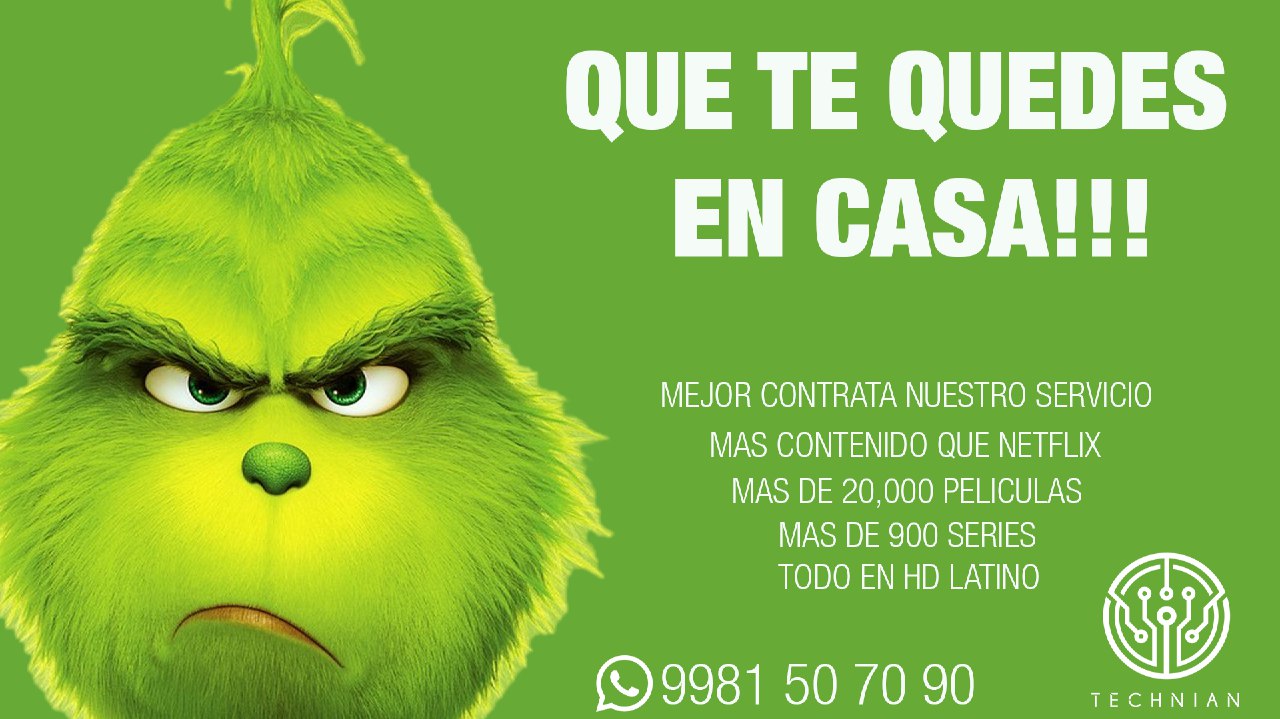 QUE TE QUEDES
EN CASA!!!
MEJOR CONTRATA NUESTRO SERVICIO
MAS CONTENIDO QUE NETFLIX
MAS DE 20,000 PELICULAS
MAS DE 900 SERIES
TODO EN HD LATINO
9981 50 70 90
TECHNIAN